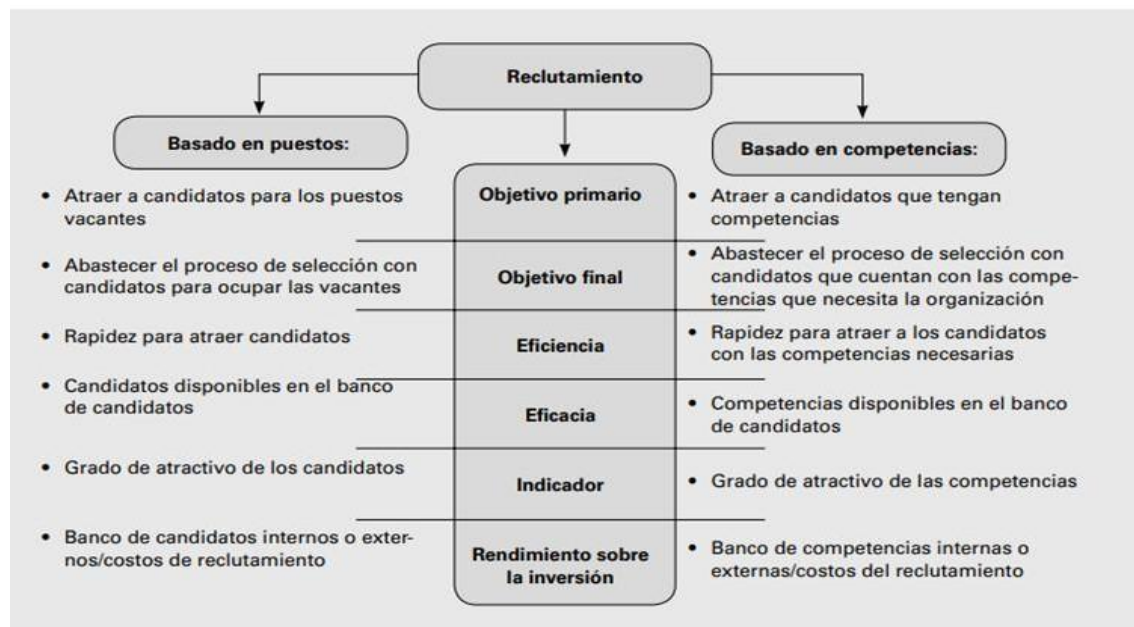 Reclutamiento
Basado en puestos:
• Atraer a candidatos para los puestos
vacantes
• Abastecer el proceso de selección con
candidatos para ocupar las vacantes
• Rapidez para atraer candidatos
• Candidatos disponibles en el banco
de candidatos
• Grado de atractivo de los candidatos
• Banco de candidatos internos o exter-
nos/costos de reclutamiento
Objetivo primario
Objetivo final
Eficiencia
Eficacia
Indicador
Rendimiento sobre
la inversión
Basado en competencias:
• Atraer a candidatos que tengan
competencias
• Abastecer el proceso de selección con
candidatos que cuentan con las compe-
tencias que necesita la organización
• Rapidez para atraer a los candidatos
con las competencias necesarias
• Competencias disponibles en el banco
de candidatos
• Grado de atractivo de las competencias
• Banco de competencias internas o
externas/costos del reclutamiento